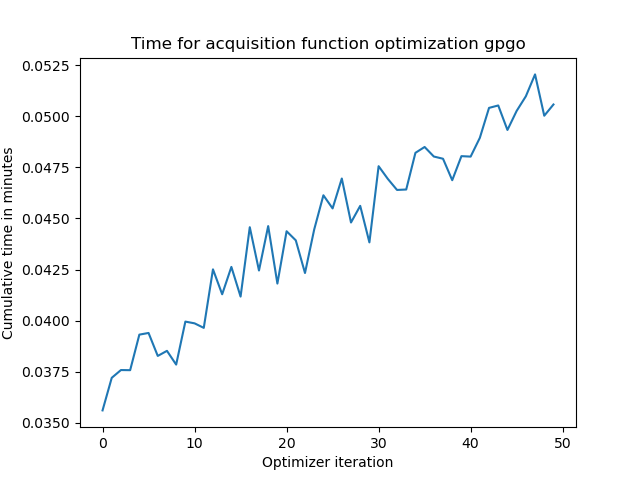 Time for acquisition function optimization gpgo
Cumulative time in minutes
0.0525
0.0500
0.0475
0.0450
0.0425
0.0400
0.0375
0.0350
0 10 20 30 40 50
Optimizer iteration